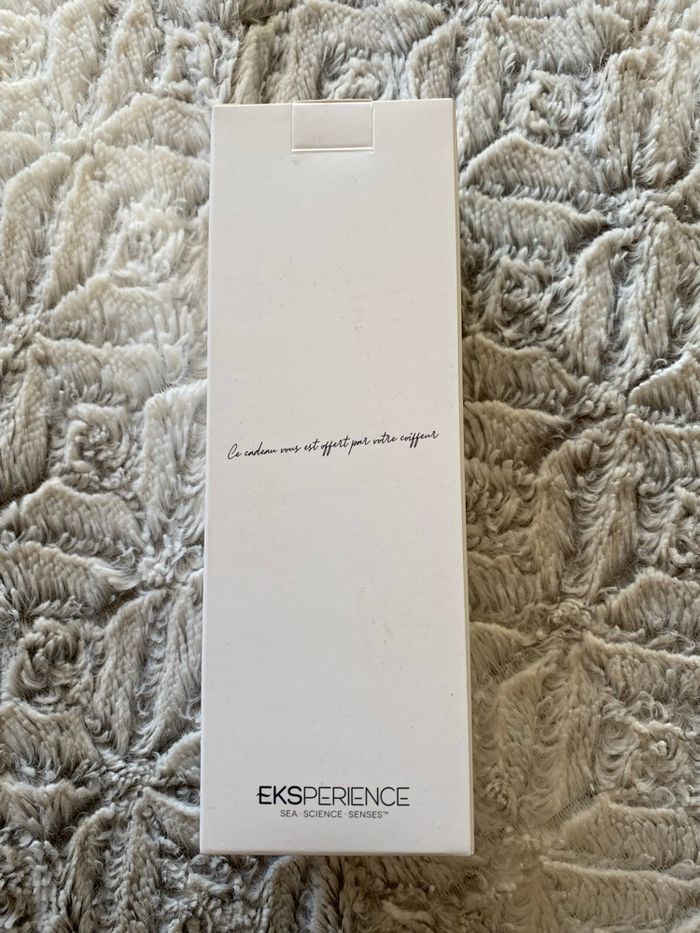 Ce cadeau vous est offert par votre coiffeur
EKSPERIENCE
SEA · SCIENCE · SENSES™